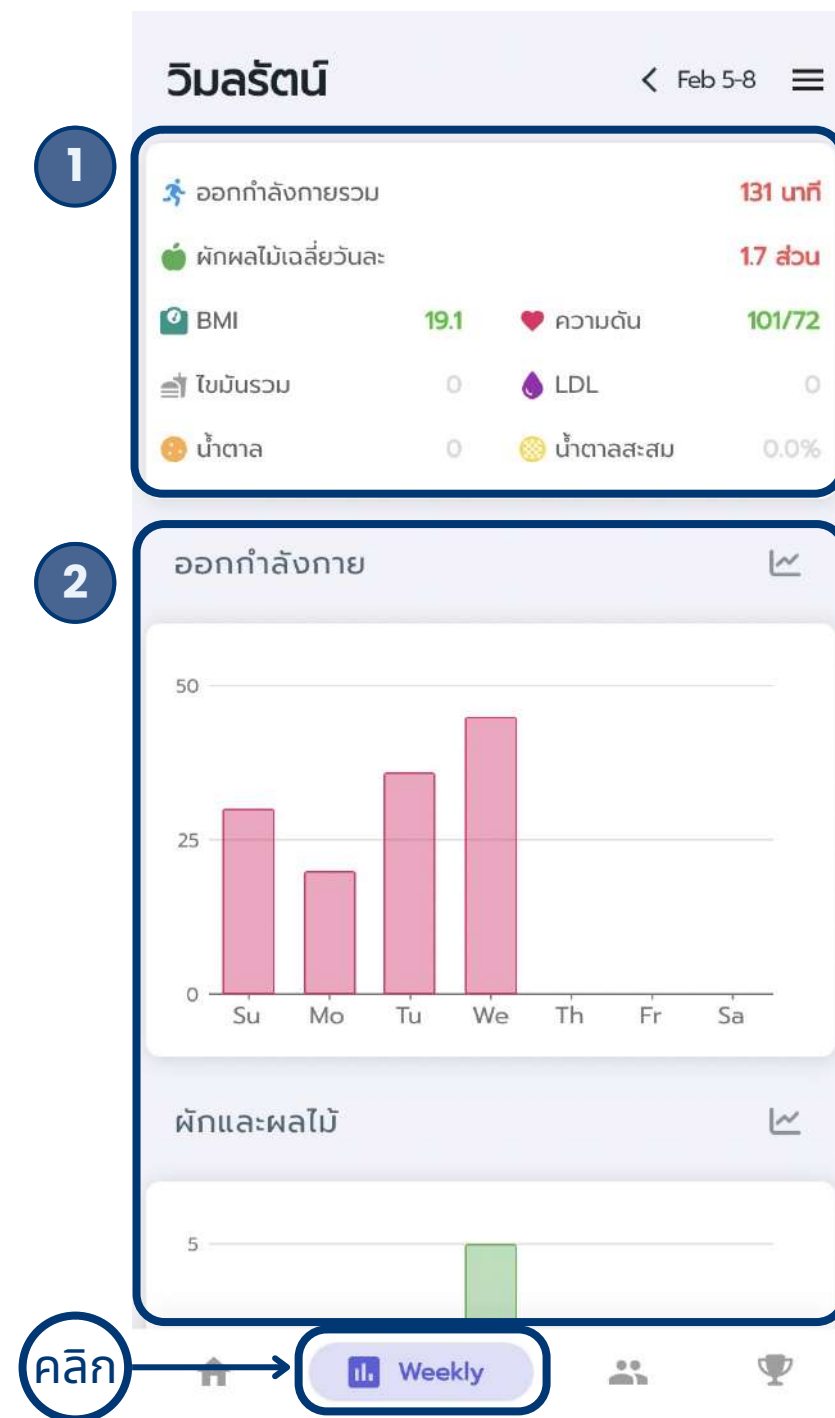 วิมลรัตน์ Feb 5-8
1
ออกกำลังกายรวม 131 นาที
ผักผลไม้เฉลี่ยวันละ 1.7 ส่วน
BMI 19.1 ความดัน 101/72
ไขมันรวม 0 LDL 0
น้ำตาล 0 น้ำตาลสะสม 0.0%
2
ออกกำลังกาย
50
25
0
Su Mo Tu We Th Fr Sa
ผักและผลไม้
5
คลิก Weekly